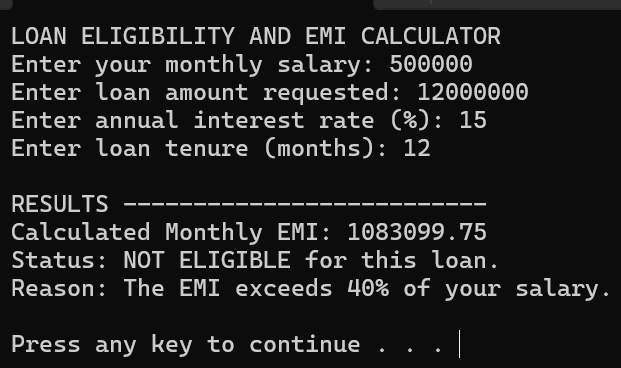 LOAN ELIGIBILITY AND EMI CALCULATOR
Enter your monthly salary: 500000
Enter loan amount requested: 12000000
Enter annual interest rate (%): 15
Enter loan tenure (months): 12
RESULTS --------------------------
Calculated Monthly EMI: 1083099.75
Status: NOT ELIGIBLE for this loan.
Reason: The EMI exceeds 40% of your salary.
Press any key to continue . . .